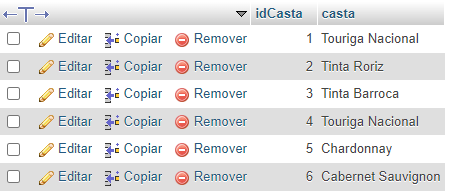 idCasta casta
Editar Copiar Remover 1 Touriga Nacional
Editar Copiar Remover 2 Tinta Roriz
Editar Copiar Remover 3 Tinta Barroca
Editar Copiar Remover 4 Touriga Nacional
Editar Copiar Remover 5 Chardonnay
Editar Copiar Remover 6 Cabernet Sauvignon